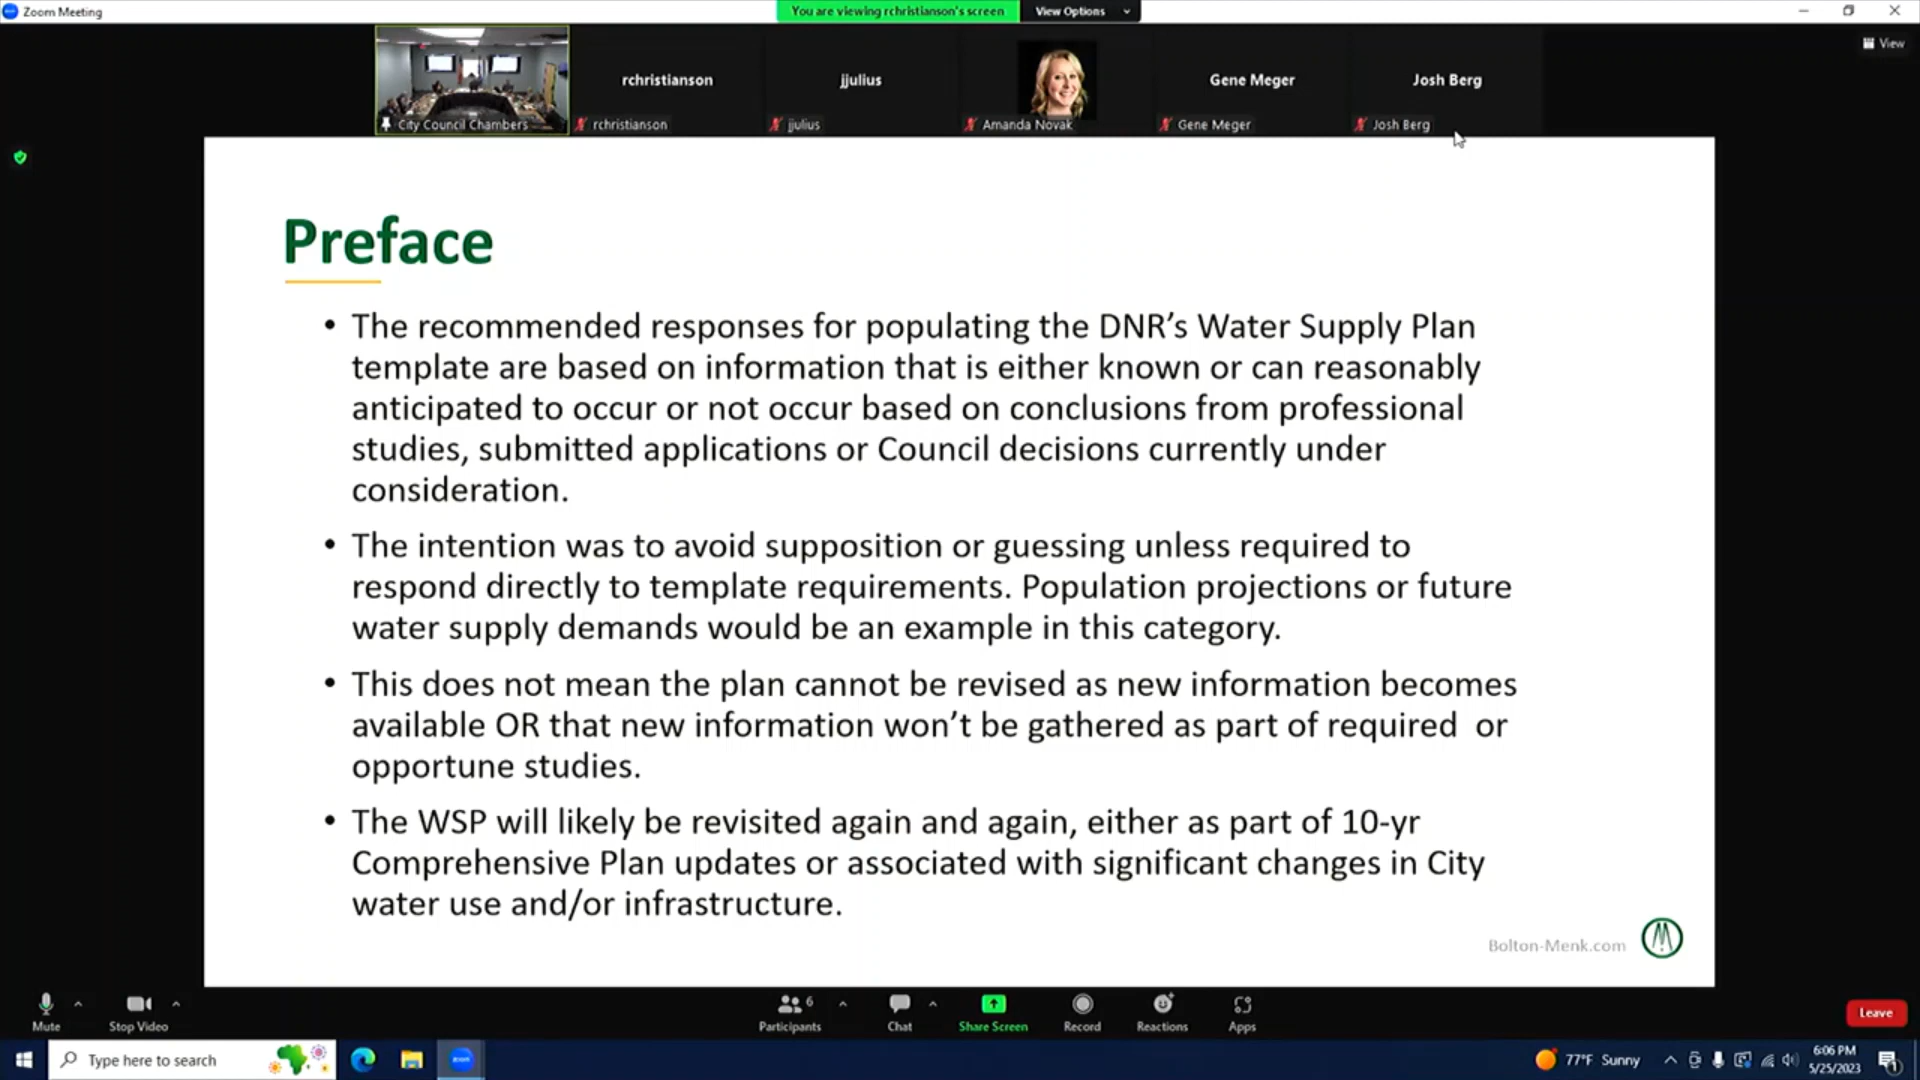 Zoom Meeting
You are viewing rchristianson's screen
View Options
View
rchristianson
jjulius
Gene Meger
Josh Berg
City Council Chambers
rchristianson
jjulius
Amanda Novak
Gene Meger
Josh Berg
Preface
• The recommended responses for populating the DNR’s Water Supply Plan
template are based on information that is either known or can reasonably
anticipated to occur or not occur based on conclusions from professional
studies, submitted applications or Council decisions currently under
consideration.
• The intention was to avoid supposition or guessing unless required to
respond directly to template requirements. Population projections or future
water supply demands would be an example in this category.
• This does not mean the plan cannot be revised as new information becomes
available OR that new information won’t be gathered as part of required  or
opportune studies.
• The WSP will likely be revisited again and again, either as part of 10-yr
Comprehensive Plan updates or associated with significant changes in City
water use and/or infrastructure.
Bolton-Menk.com
Mute
Stop Video
Participants
6
Chat
Share Screen
Record
Reactions
Apps
Leave
Type here to search
zoom
77°F Sunny
6:06 PM
5/25/2023
1